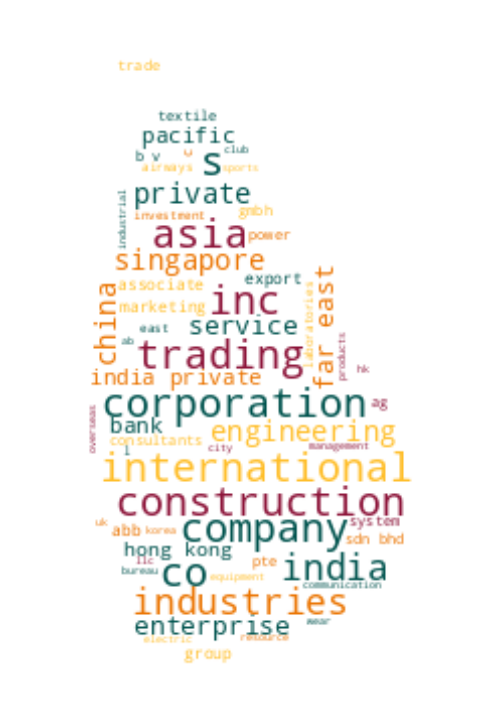 trade
textile
pacific
b v
u
s
club
airways
sports
private
industrial
investment
gmbh
asia
power
singapore
export
associate
china
marketing
inc
laboratories
far east
east
service
ab
trading
products
hk
india private
corporation
ag
overseas
bank
engineering
consultants
l
city
management
international
construction
uk
abb
korea
company
system
sdn bhd
hong kong
llc
bureau
co
pte
equipment
india
communication
industries
enterprise
wear
electric
resource
group